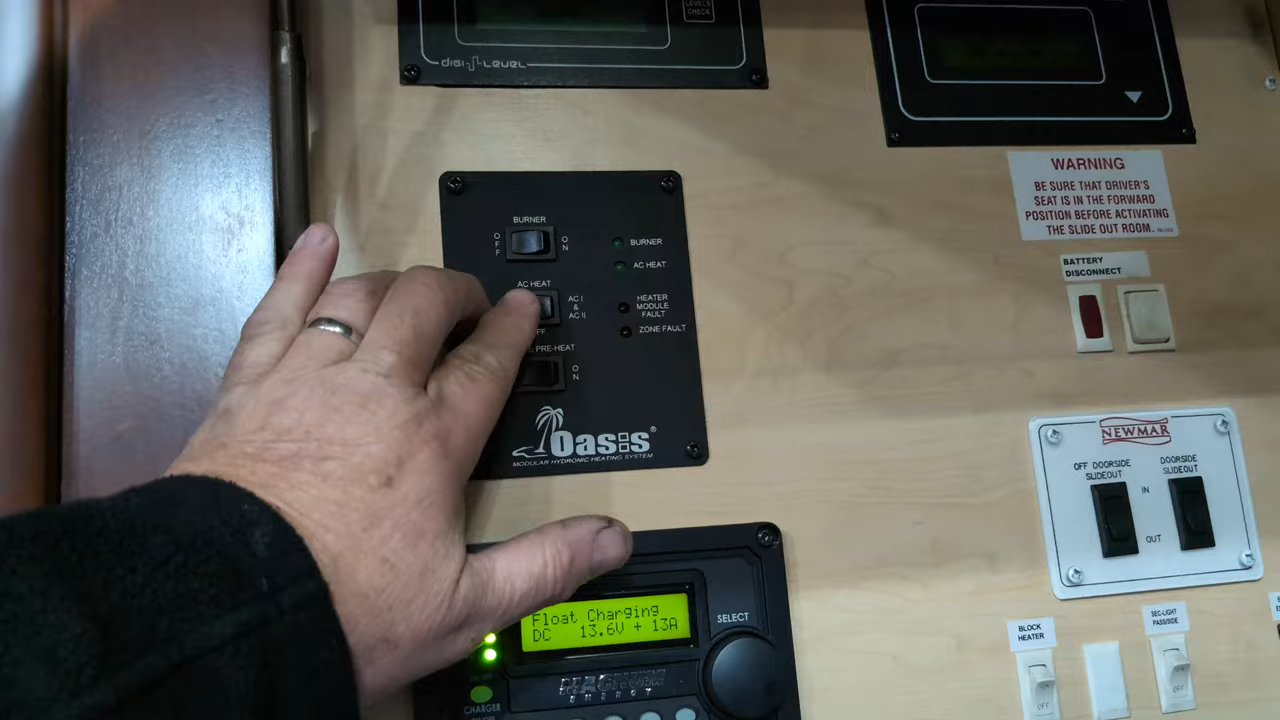 LEVELS
CHECK
DIGI LEVEL
WARNING
BE SURE THAT DRIVER'S
SEAT IS IN THE FORWARD
POSITION BEFORE ACTIVATING
THE SLIDE OUT ROOM.
BATTERY
DISCONNECT
BURNER
OFF
ON
BURNER
AC HEAT
AC HEAT
AC I
&
AC II
HEATER
MODULE
FAULT
ZONE FAULT
PRE-HEAT
ON
Oasis®
MODULAR HYDRONIC HEATING SYSTEM
NEWMAR
OFF DOORSIDE
SLIDEOUT
DOORSIDE
SLIDEOUT
IN
OUT
Float Charging
DC 13.6V + 13A
SELECT
CHARGER
BLOCK
HEATER
OFF
SEC-LIGHT
PASS/SIDE
OFF